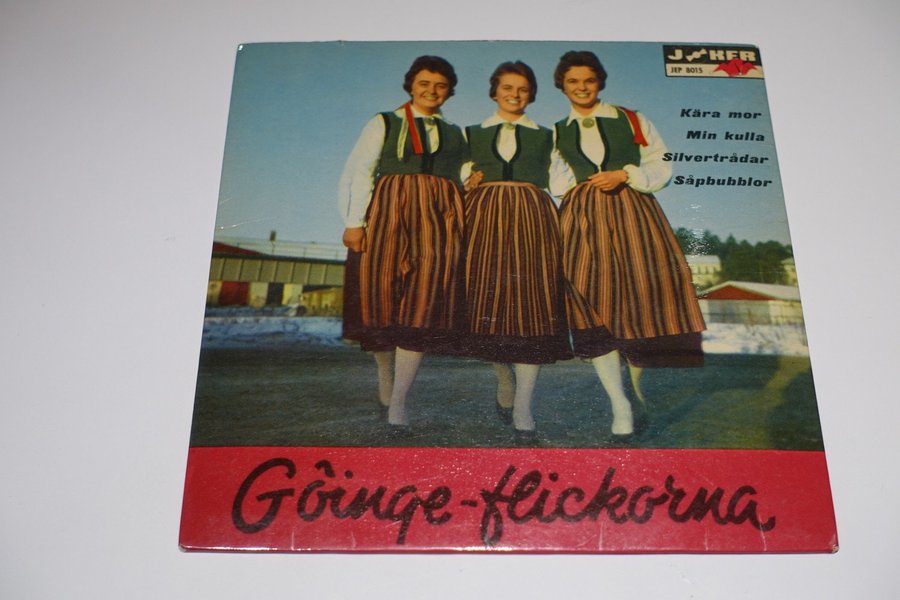 JOKER
JEP 8015
Kära mor
Min kulla
Silvertrådar
Såpbubblor
Göinge-flickorna